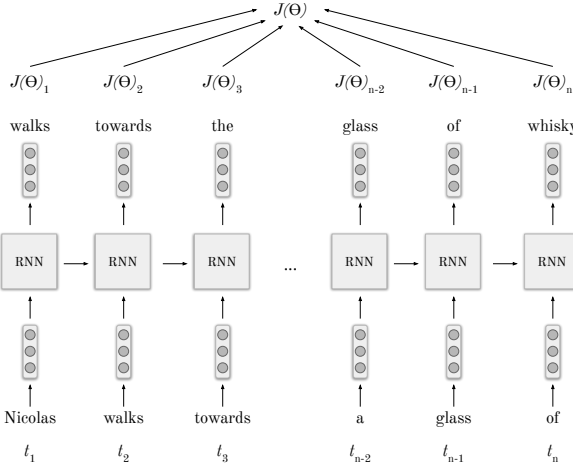 J(Θ)
J(Θ)₁ J(Θ)₂ J(Θ)₃ J(Θ)ₙ₋₂ J(Θ)ₙ₋₁ J(Θ)ₙ
walks towards the glass of whisky
RNN RNN RNN ... RNN RNN RNN
Nicolas walks towards a glass of
t₁ t₂ t₃ tₙ₋₂ tₙ₋₁ tₙ